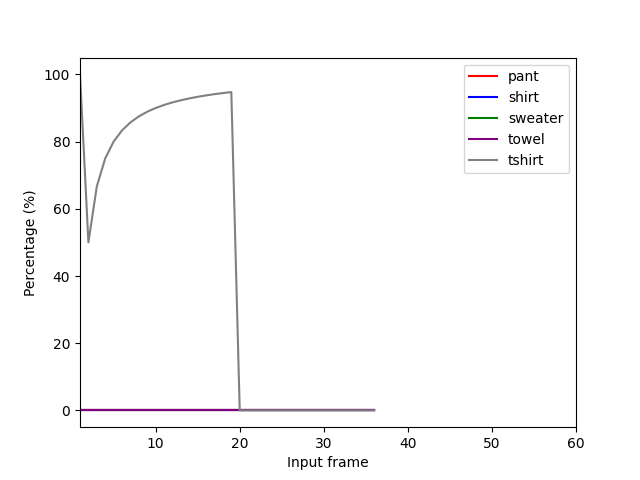 100
80
60
40
20
0
Percentage (%)
pant
shirt
sweater
towel
tshirt
10 20 30 40 50 60
Input frame